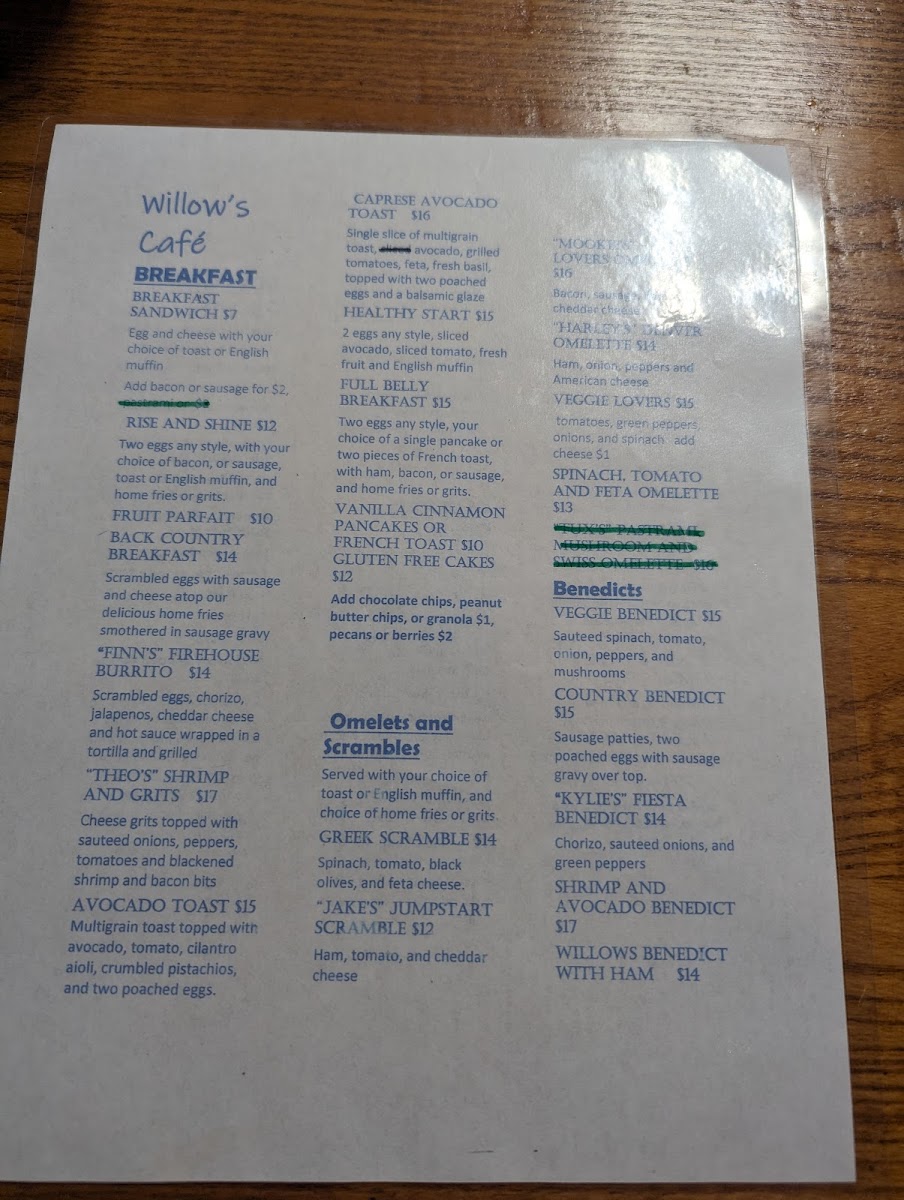 Willow's
Café
BREAKFAST
BREAKFAST
SANDWICH $7
Egg and cheese with your
choice of toast or English
muffin
Add bacon or sausage for $2,
pastrami or $3
RISE AND SHINE $12
Two eggs any style, with your
choice of bacon, or sausage,
toast or English muffin, and
home fries or grits.
FRUIT PARFAIT $10
BACK COUNTRY
BREAKFAST $14
Scrambled eggs with sausage
and cheese atop our
delicious home fries
smothered in sausage gravy
"FINN'S" FIREHOUSE
BURRITO $14
Scrambled eggs, chorizo,
jalapenos, cheddar cheese
and hot sauce wrapped in a
tortilla and grilled
"THEO'S" SHRIMP
AND GRITS $17
Cheese grits topped with
sauteed onions, peppers,
tomatoes and blackened
shrimp and bacon bits
AVOCADO TOAST $15
Multigrain toast topped with
avocado, tomato, cilantro
aioli, crumbled pistachios,
and two poached eggs.
CAPRESE AVOCADO
TOAST $16
Single slice of multigrain
toast, sliced avocado, grilled
tomatoes, feta, fresh basil,
topped with two poached
eggs and a balsamic glaze
HEALTHY START $15
2 eggs any style, sliced
avocado, sliced tomato, fresh
fruit and English muffin
FULL BELLY
BREAKFAST $15
Two eggs any style, your
choice of a single pancake or
two pieces of French toast,
with ham, bacon, or sausage,
and home fries or grits.
VANILLA CINNAMON
PANCAKES OR
FRENCH TOAST $10
GLUTEN FREE CAKES
$12
Add chocolate chips, peanut
butter chips, or granola $1,
pecans or berries $2
Omelets and
Scrambles
Served with your choice of
toast or English muffin, and
choice of home fries or grits
GREEK SCRAMBLE $14
Spinach, tomato, black
olives, and feta cheese.
"JAKE'S" JUMPSTART
SCRAMBLE $12
Ham, tomato, and cheddar
cheese
LOVERS
$16
Bacon,
cheddar cheese
"HARLEY'S" DENVER
OMELETTE $14
Ham, onion, peppers and
American cheese
VEGGIE LOVERS $15
tomatoes, green peppers,
onions, and spinach add
cheese $1
SPINACH, TOMATO
AND FETA OMELETTE
$13
"TUX'S" PASTRAMI,
MUSHROOM AND
SWISS OMELETTE $16
Benedicts
VEGGIE BENEDICT $15
Sauteed spinach, tomato,
onion, peppers, and
mushrooms
COUNTRY BENEDICT
$15
Sausage patties, two
poached eggs with sausage
gravy over top.
"KYLIE'S" FIESTA
BENEDICT $14
Chorizo, sauteed onions, and
green peppers
SHRIMP AND
AVOCADO BENEDICT
$17
WILLOWS BENEDICT
WITH HAM $14